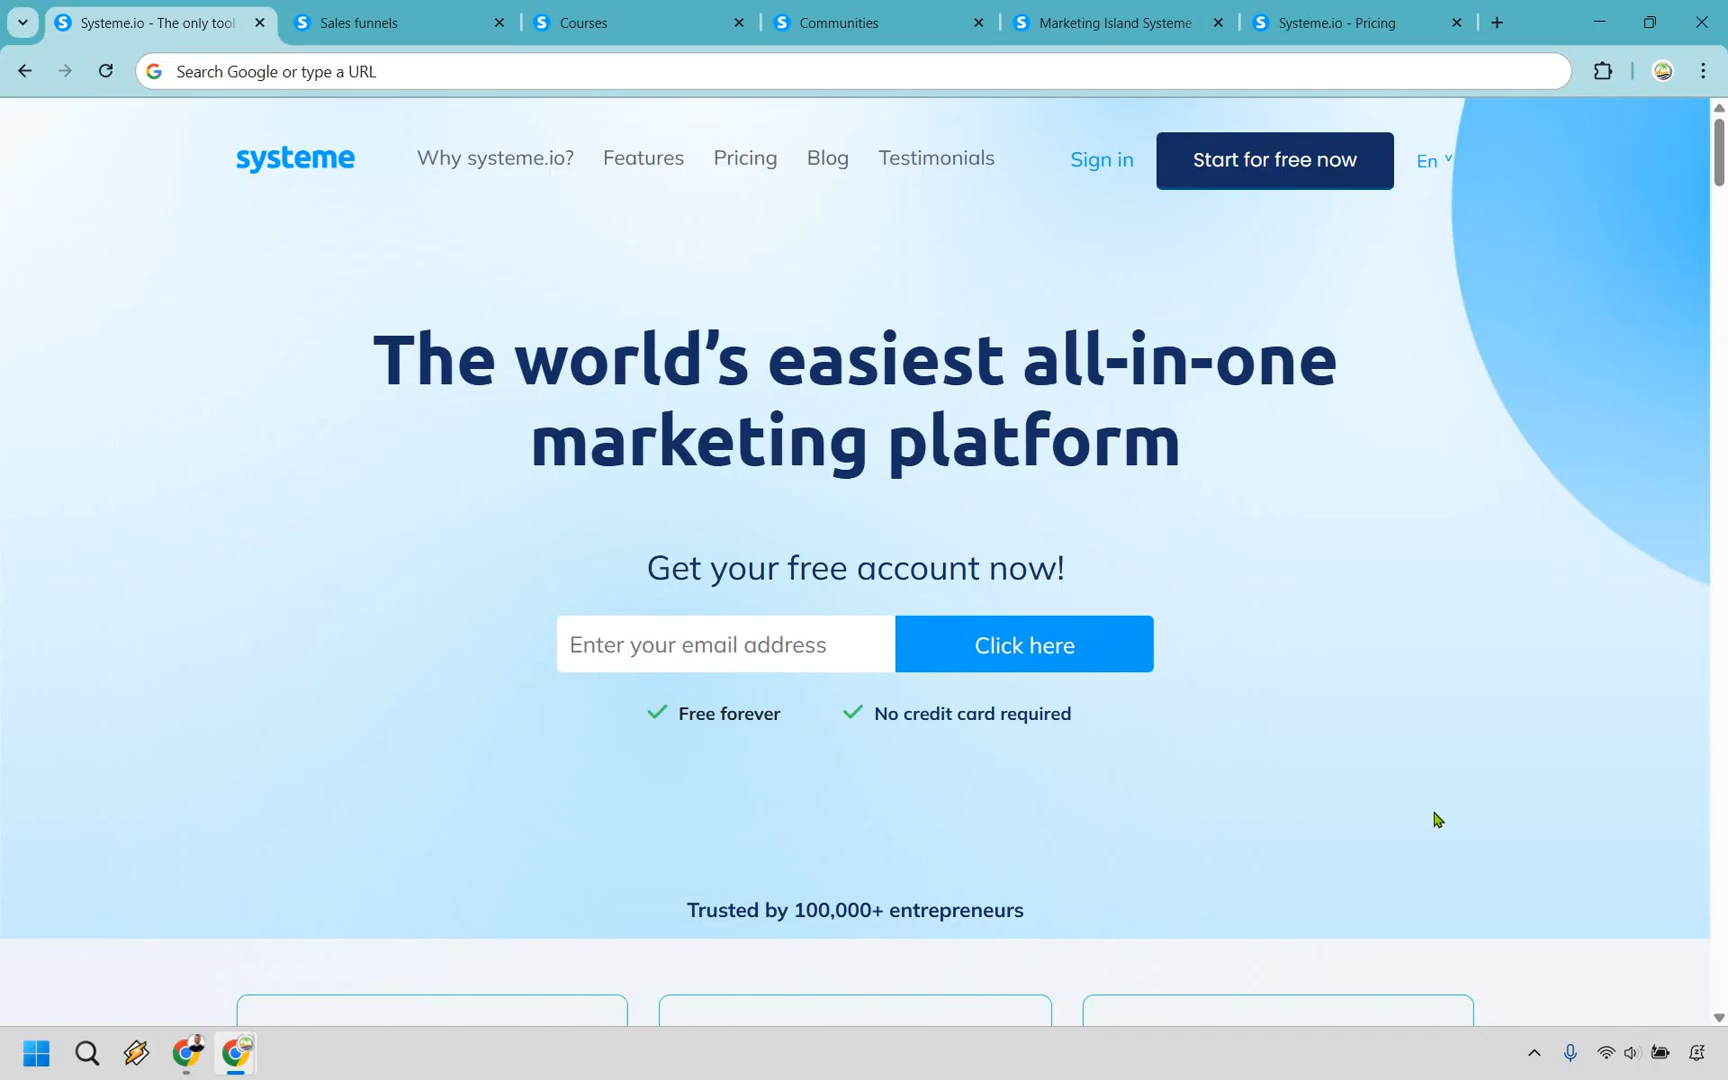 Systeme.io - The only tool
Sales funnels
Courses
Communities
Marketing Island Systeme
Systeme.io - Pricing
Search Google or type a URL
systeme
Why systeme.io?
Features
Pricing
Blog
Testimonials
Sign in
Start for free now
En
The world's easiest all-in-one
marketing platform
Get your free account now!
Enter your email address
Click here
Free forever
No credit card required
Trusted by 100,000+ entrepreneurs